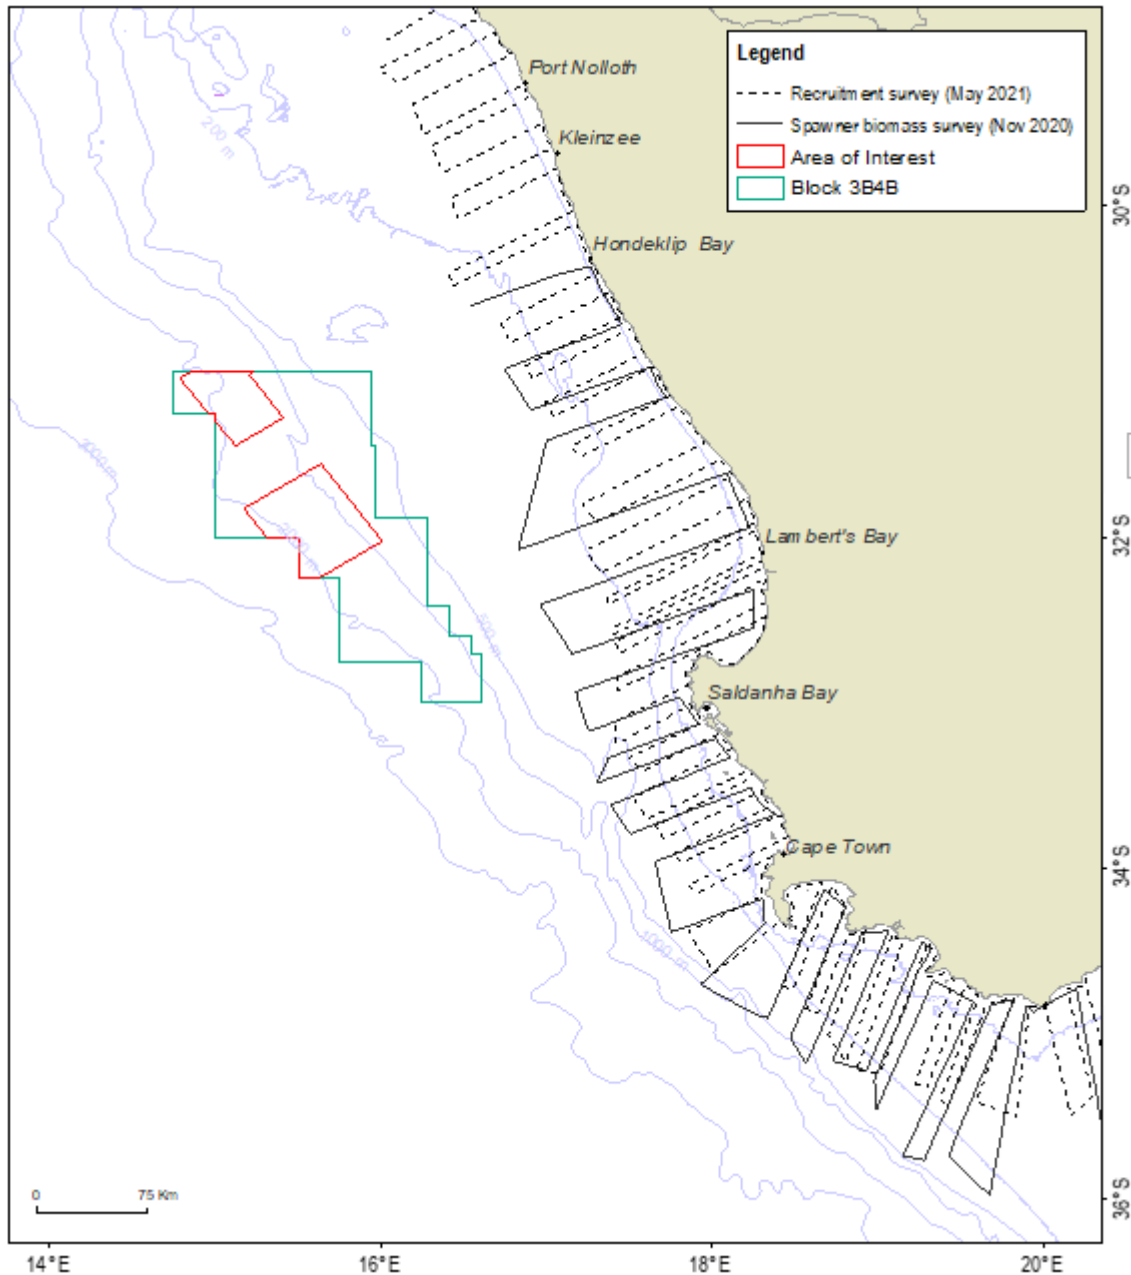 Legend
Recruitment survey (May 2021)
Spawner biomass survey (Nov 2020)
Area of Interest
Block 3B4B
Port Nolloth
Kleinzee
Hondeklip Bay
Lambert's Bay
Saldanha Bay
Cape Town
200 m
3000m
2000m
500 m
1000 m
30°S
32°S
34°S
36°S
0 75 Km
14°E 16°E 18°E 20°E